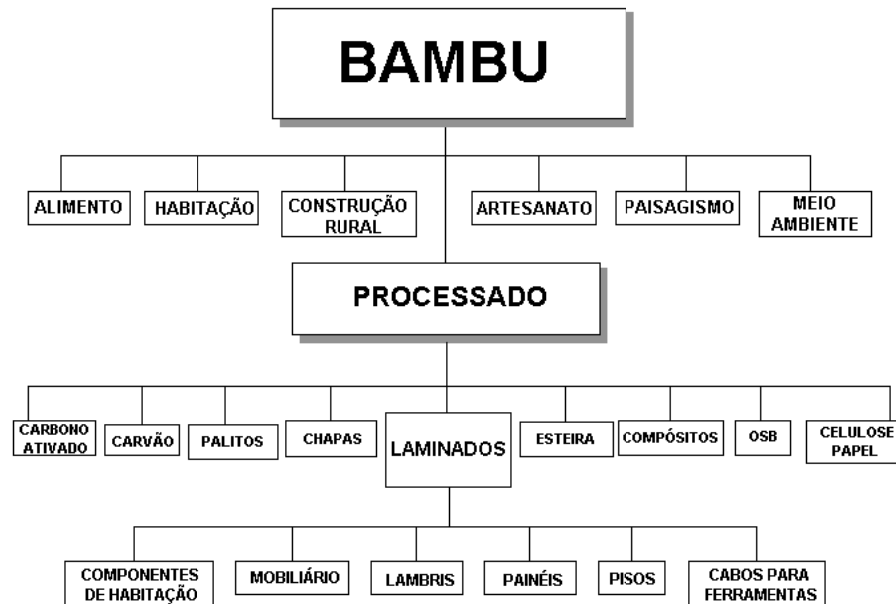 BAMBU
ALIMENTO
HABITAÇÃO
CONSTRUÇÃO
RURAL
ARTESANATO
PAISAGISMO
MEIO
AMBIENTE
PROCESSADO
CARBONO
ATIVADO
CARVÃO
PALITOS
CHAPAS
LAMINADOS
ESTEIRA
COMPÓSITOS
OSB
CELULOSE
PAPEL
COMPONENTES
DE HABITAÇÃO
MOBILIÁRIO
LAMBRIS
PAINÉIS
PISOS
CABOS PARA
FERRAMENTAS